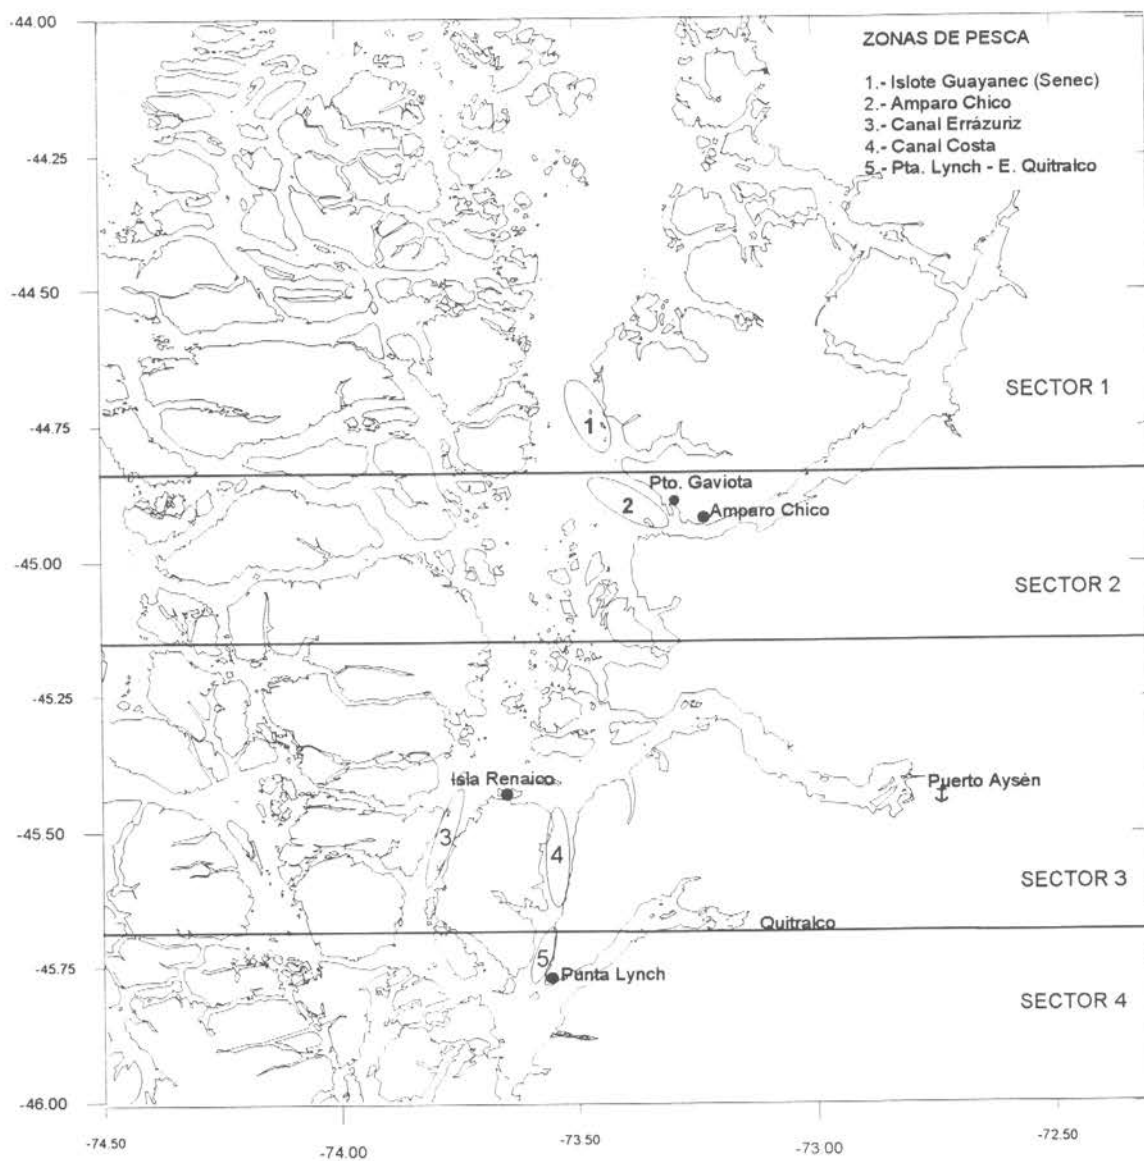 -44.00
ZONAS DE PESCA
1.- Islote Guayanec (Senec)
2.- Amparo Chico
3.- Canal Errázuriz
4.- Canal Costa
5.- Pta. Lynch - E. Quitralco
-44.25
-44.50
SECTOR 1
-44.75
1
Pto. Gaviota
2
Amparo Chico
-45.00
SECTOR 2
-45.25
Isla Renaico
Puerto Aysén
-45.50
3
4
SECTOR 3
Quitralco
5
Punta Lynch
-45.75
SECTOR 4
-46.00
-74.50
-74.00
-73.50
-73.00
-72.50